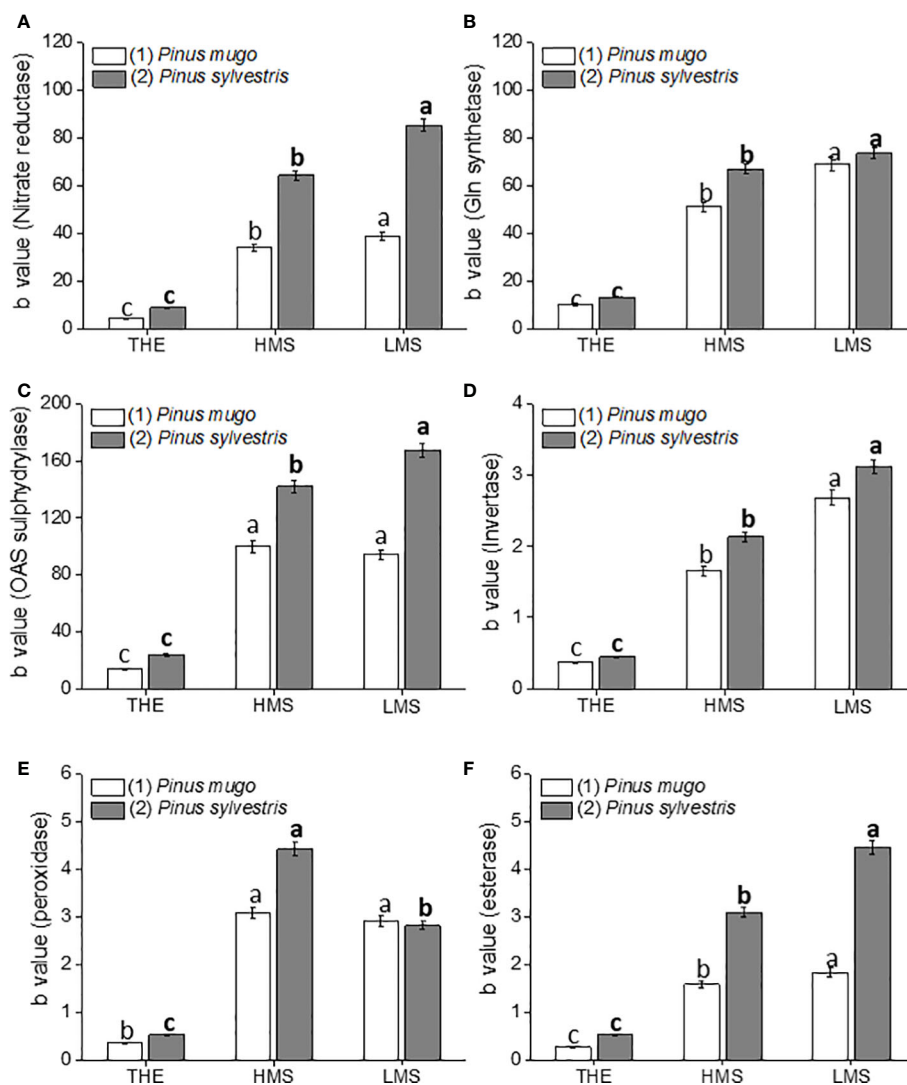 A
b value (Nitrate reductase)
120
100
80
60
40
20
0
(1) Pinus mugo
(2) Pinus sylvestris
c
c
b
b
a
a
THE
HMS
LMS
B
b value (Gln synthetase)
120
100
80
60
40
20
0
(1) Pinus mugo
(2) Pinus sylvestris
c
c
b
b
a
a
THE
HMS
LMS
C
b value (OAS sulphydrylase)
200
160
120
80
40
0
(1) Pinus mugo
(2) Pinus sylvestris
c
c
a
b
a
a
THE
HMS
LMS
D
b value (Invertase)
4
3
2
1
0
(1) Pinus mugo
(2) Pinus sylvestris
c
c
b
b
a
a
THE
HMS
LMS
E
b value (peroxidase)
6
5
4
3
2
1
0
(1) Pinus mugo
(2) Pinus sylvestris
b
c
a
a
a
b
THE
HMS
LMS
F
b value (esterase)
6
5
4
3
2
1
0
(1) Pinus mugo
(2) Pinus sylvestris
c
c
b
b
a
a
THE
HMS
LMS